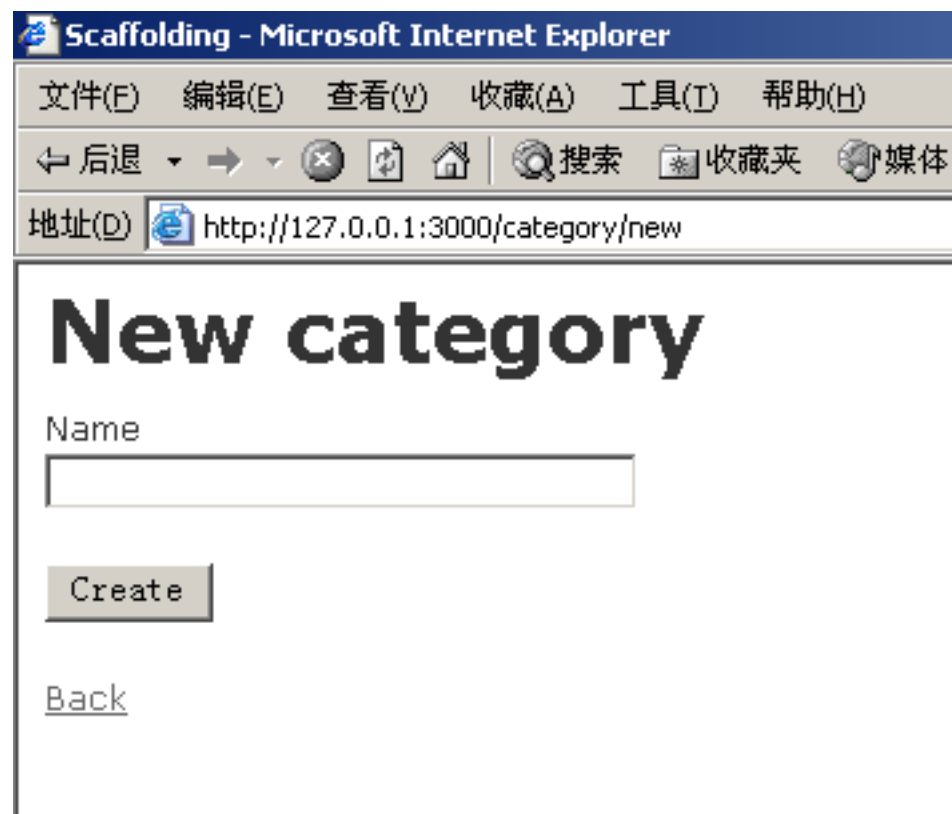 Scaffolding - Microsoft Internet Explorer
文件(F) 编辑(E) 查看(V) 收藏(A) 工具(T) 帮助(H)
后退 搜索 收藏夹 媒体
地址(D) http://127.0.0.1:3000/category/new
New category
Name
Create
Back